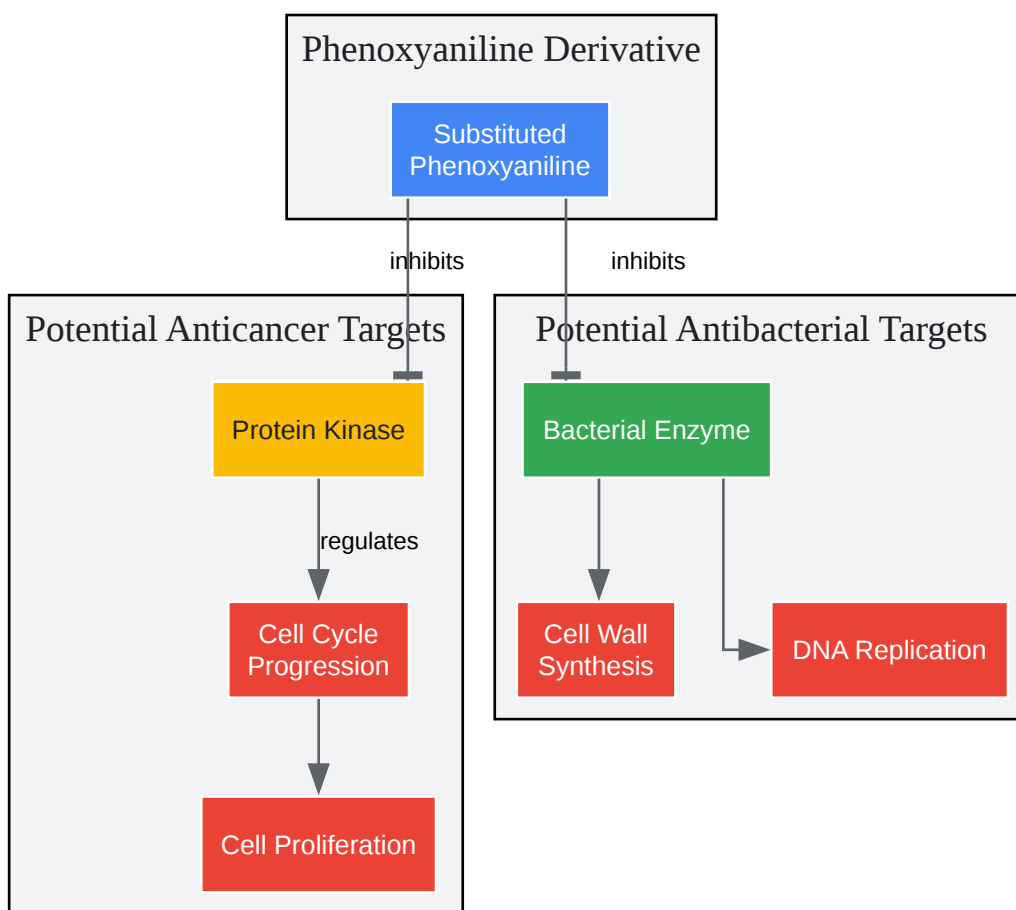 Phenoxyaniline Derivative
Substituted
Phenoxyaniline
inhibits
inhibits
Potential Anticancer Targets
Potential Antibacterial Targets
Protein Kinase
Bacterial Enzyme
regulates
Cell Cycle
Progression
Cell Wall
Synthesis
DNA Replication
Cell Proliferation